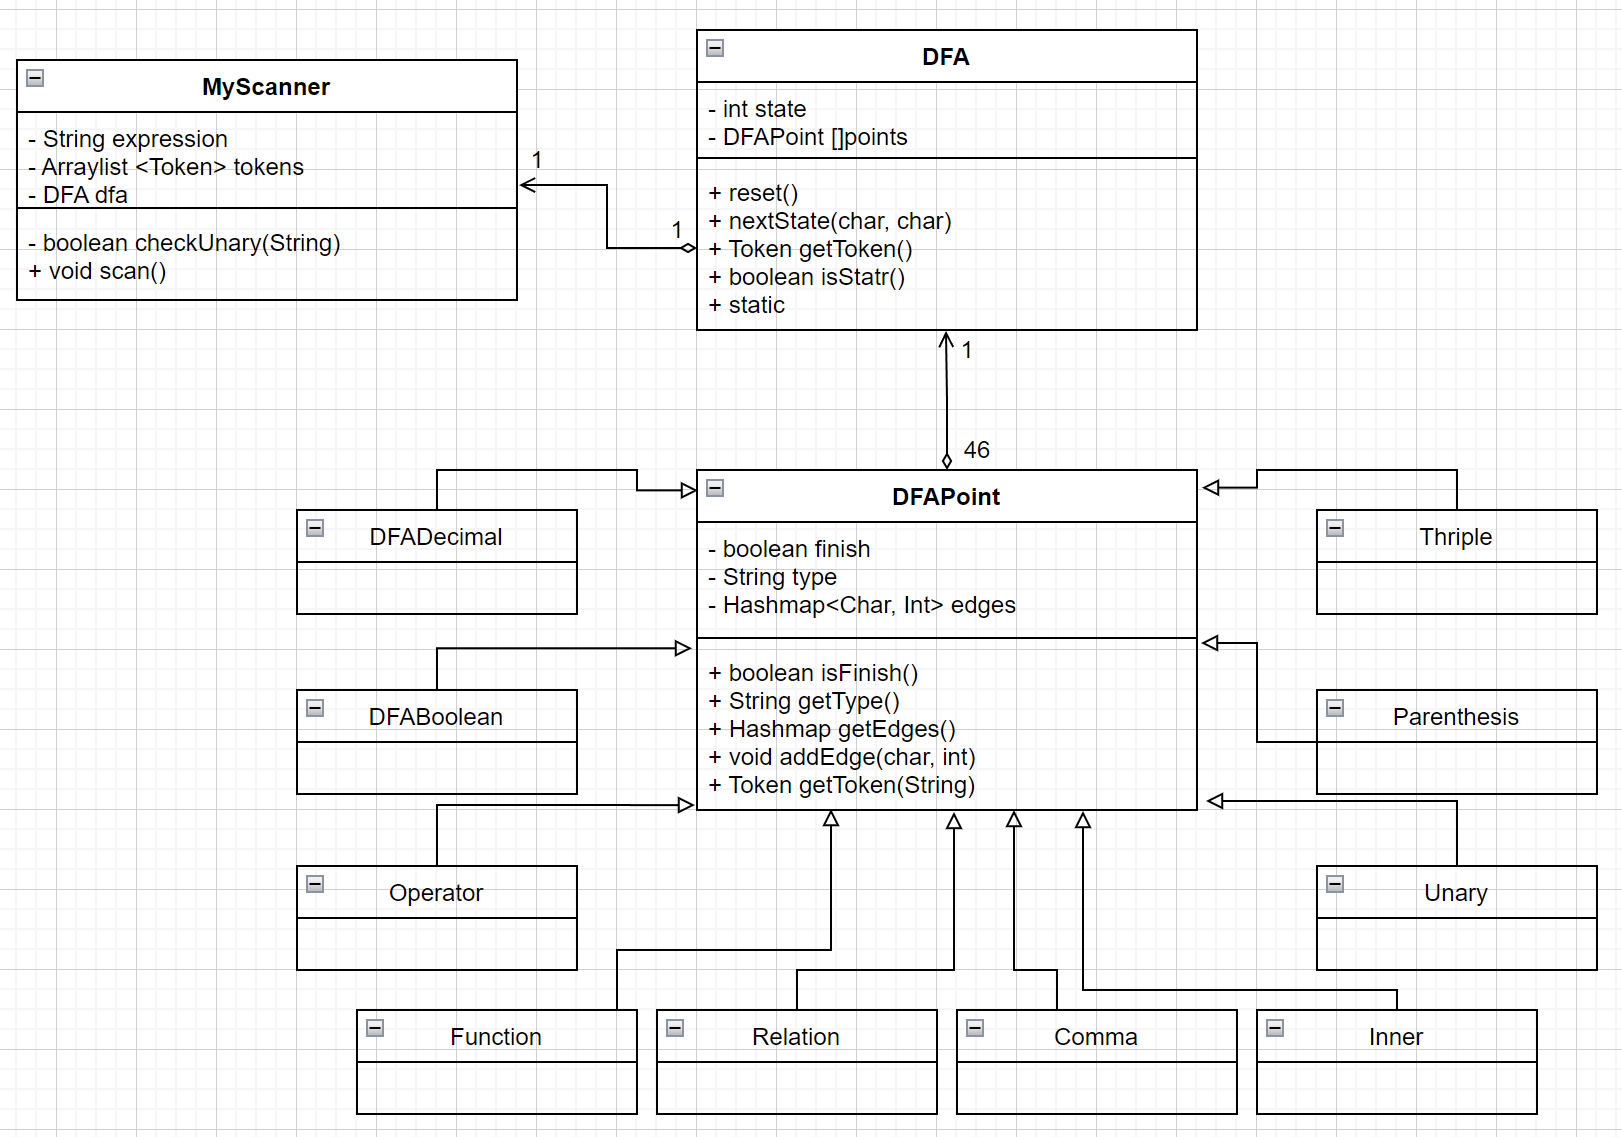 MyScanner
- String expression
- Arraylist <Token> tokens
- DFA dfa
- boolean checkUnary(String)
+ void scan()
1
1
DFA
- int state
- DFAPoint []points
+ reset()
+ nextState(char, char)
+ Token getToken()
+ boolean isStatr()
+ static
1
46
DFAPoint
- boolean finish
- String type
- Hashmap<Char, Int> edges
+ boolean isFinish()
+ String getType()
+ Hashmap getEdges()
+ void addEdge(char, int)
+ Token getToken(String)
DFADecimal
Thriple
DFABoolean
Parenthesis
Operator
Unary
Function
Relation
Comma
Inner